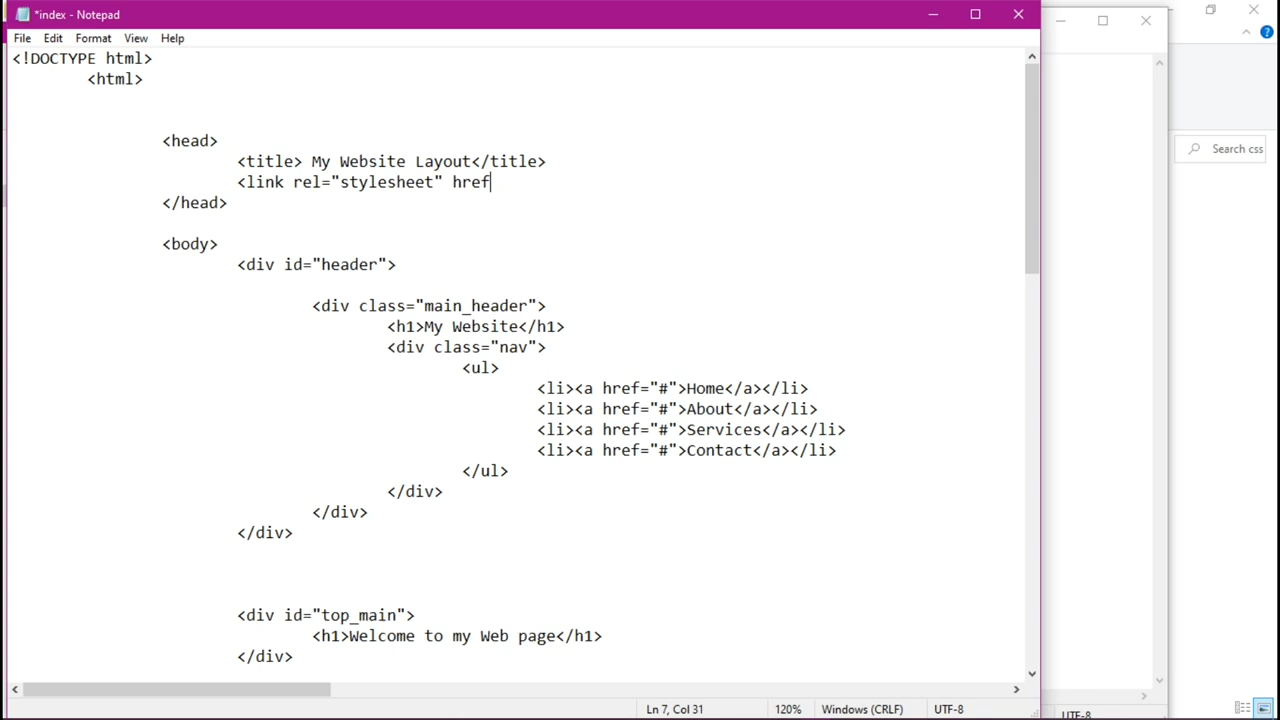 *index - Notepad
File Edit Format View Help
<!DOCTYPE html>
<html>
<head>
<title> My Website Layout</title>
<link rel="stylesheet" href
</head>
<body>
<div id="header">
<div class="main_header">
<h1>My Website</h1>
<div class="nav">
<ul>
<li><a href="#">Home</a></li>
<li><a href="#">About</a></li>
<li><a href="#">Services</a></li>
<li><a href="#">Contact</a></li>
</ul>
</div>
</div>
</div>
<div id="top_main">
<h1>Welcome to my Web page</h1>
</div>
Ln 7, Col 31 120% Windows (CRLF) UTF-8
Search css
UTF-8